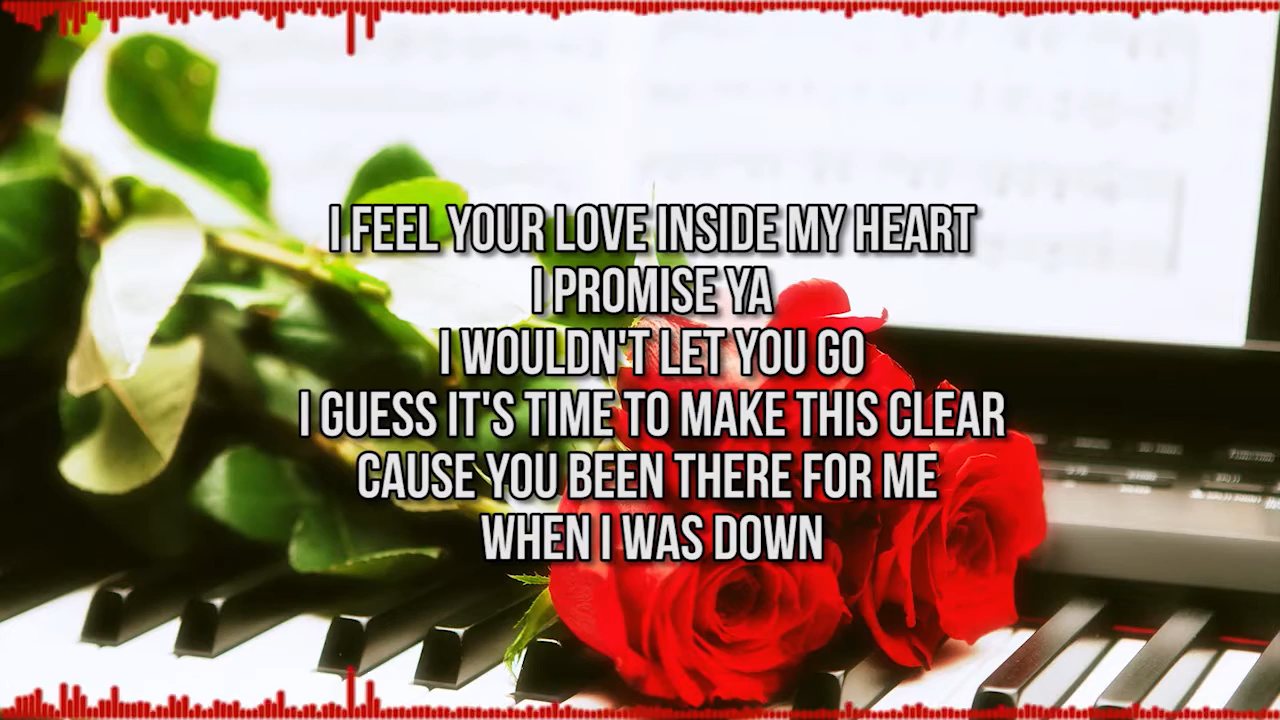 I FEEL YOUR LOVE INSIDE MY HEART
I PROMISE YA
I WOULDN'T LET YOU GO
I GUESS IT'S TIME TO MAKE THIS CLEAR
CAUSE YOU BEEN THERE FOR ME
WHEN I WAS DOWN